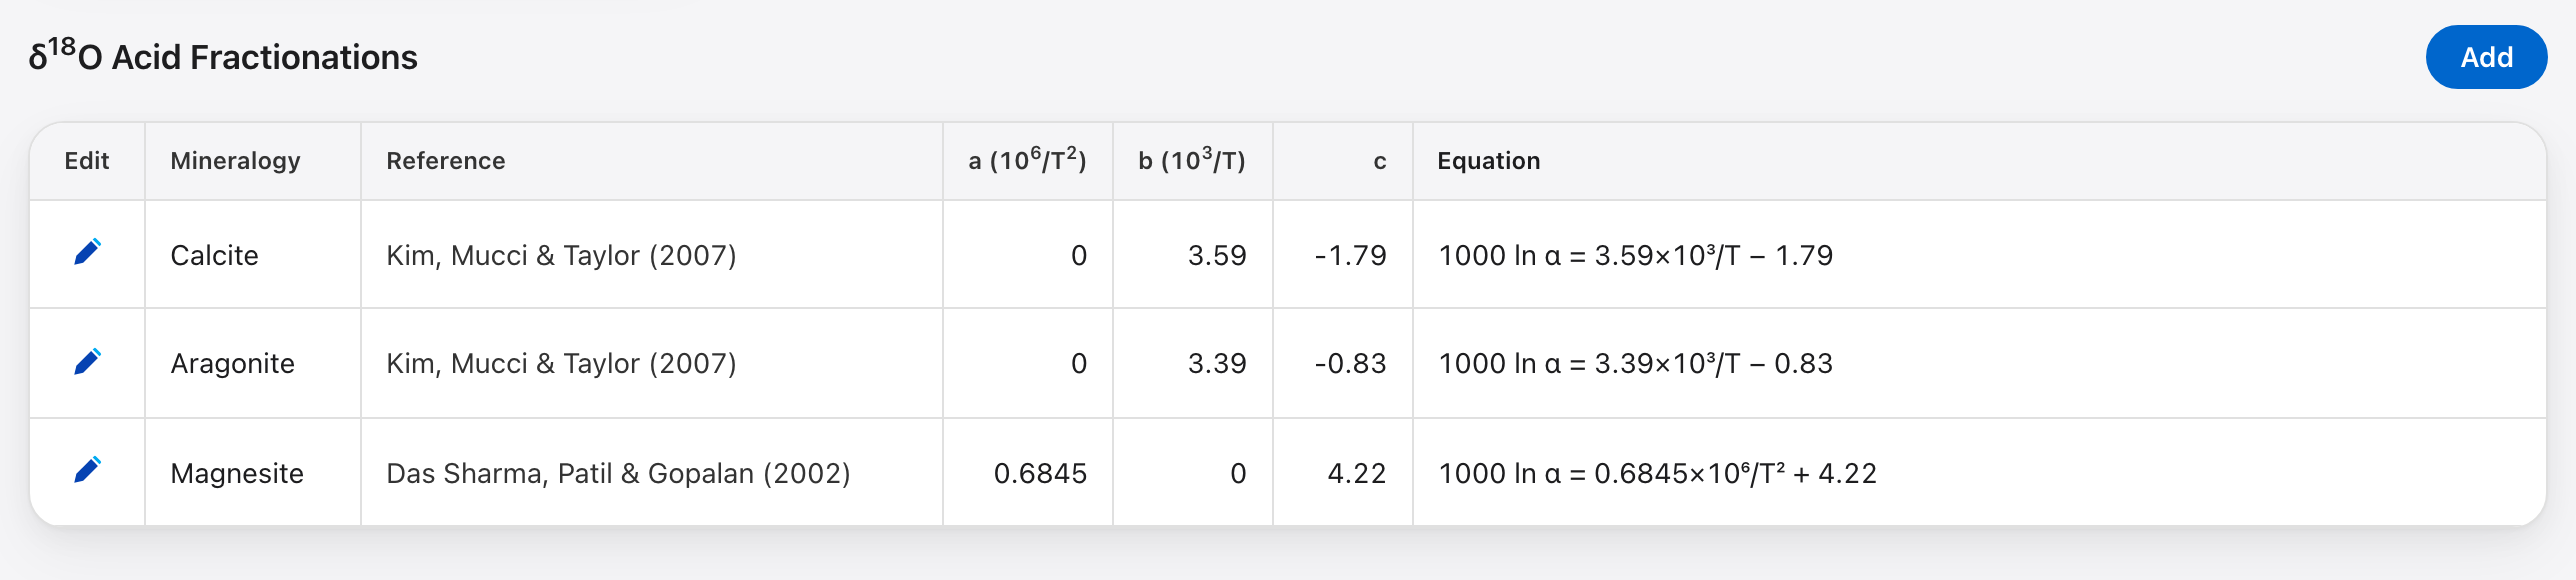 δ¹⁸O Acid Fractionations
Add
Edit Mineralogy Reference a (10⁶/T²) b (10³/T) c Equation
Calcite Kim, Mucci & Taylor (2007) 0 3.59 -1.79 1000 ln α = 3.59×10³/T − 1.79
Aragonite Kim, Mucci & Taylor (2007) 0 3.39 -0.83 1000 ln α = 3.39×10³/T − 0.83
Magnesite Das Sharma, Patil & Gopalan (2002) 0.6845 0 4.22 1000 ln α = 0.6845×10⁶/T² + 4.22